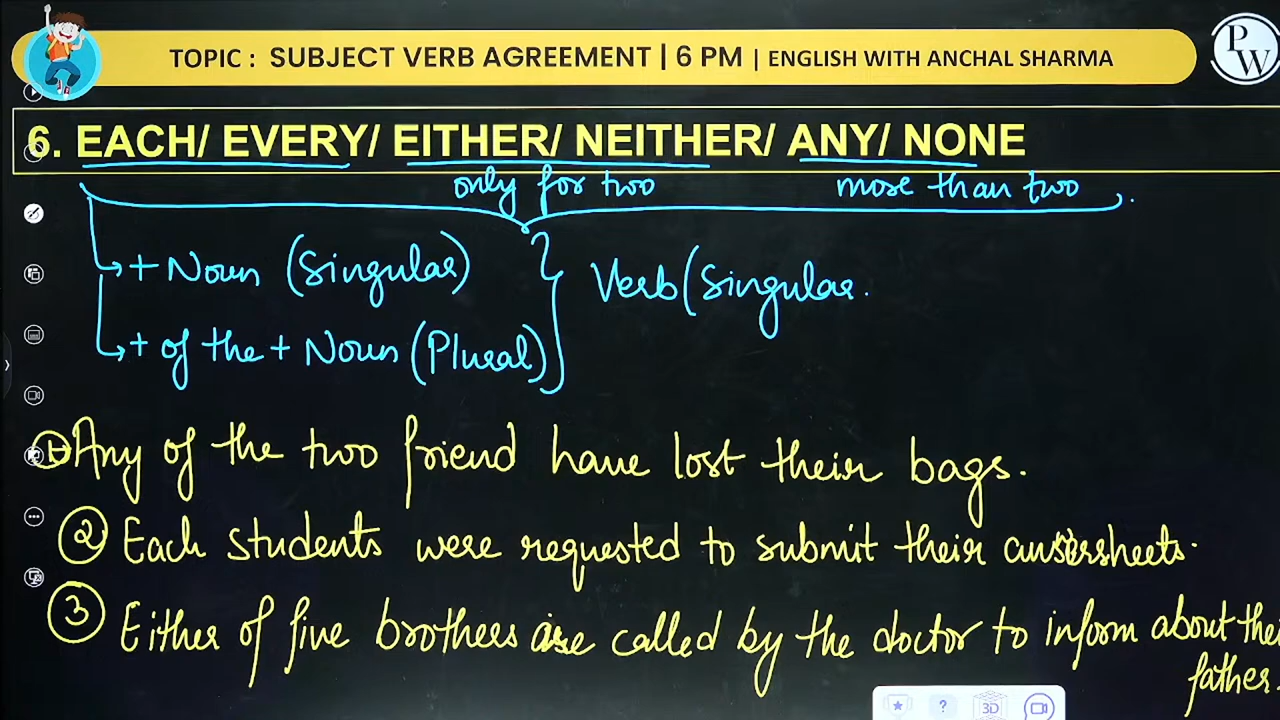 TOPIC : SUBJECT VERB AGREEMENT | 6 PM | ENGLISH WITH ANCHAL SHARMA
PW
6. EACH/ EVERY/ EITHER/ NEITHER/ ANY/ NONE
only for two more than two
+ Noun (Singular) Verb (Singular.
+ of the + Noun (Plural)
Any of the two friend have lost their bags.
② Each students were requested to submit their
③ Either of five brothers are called by the doctor to inform about
father.
3D